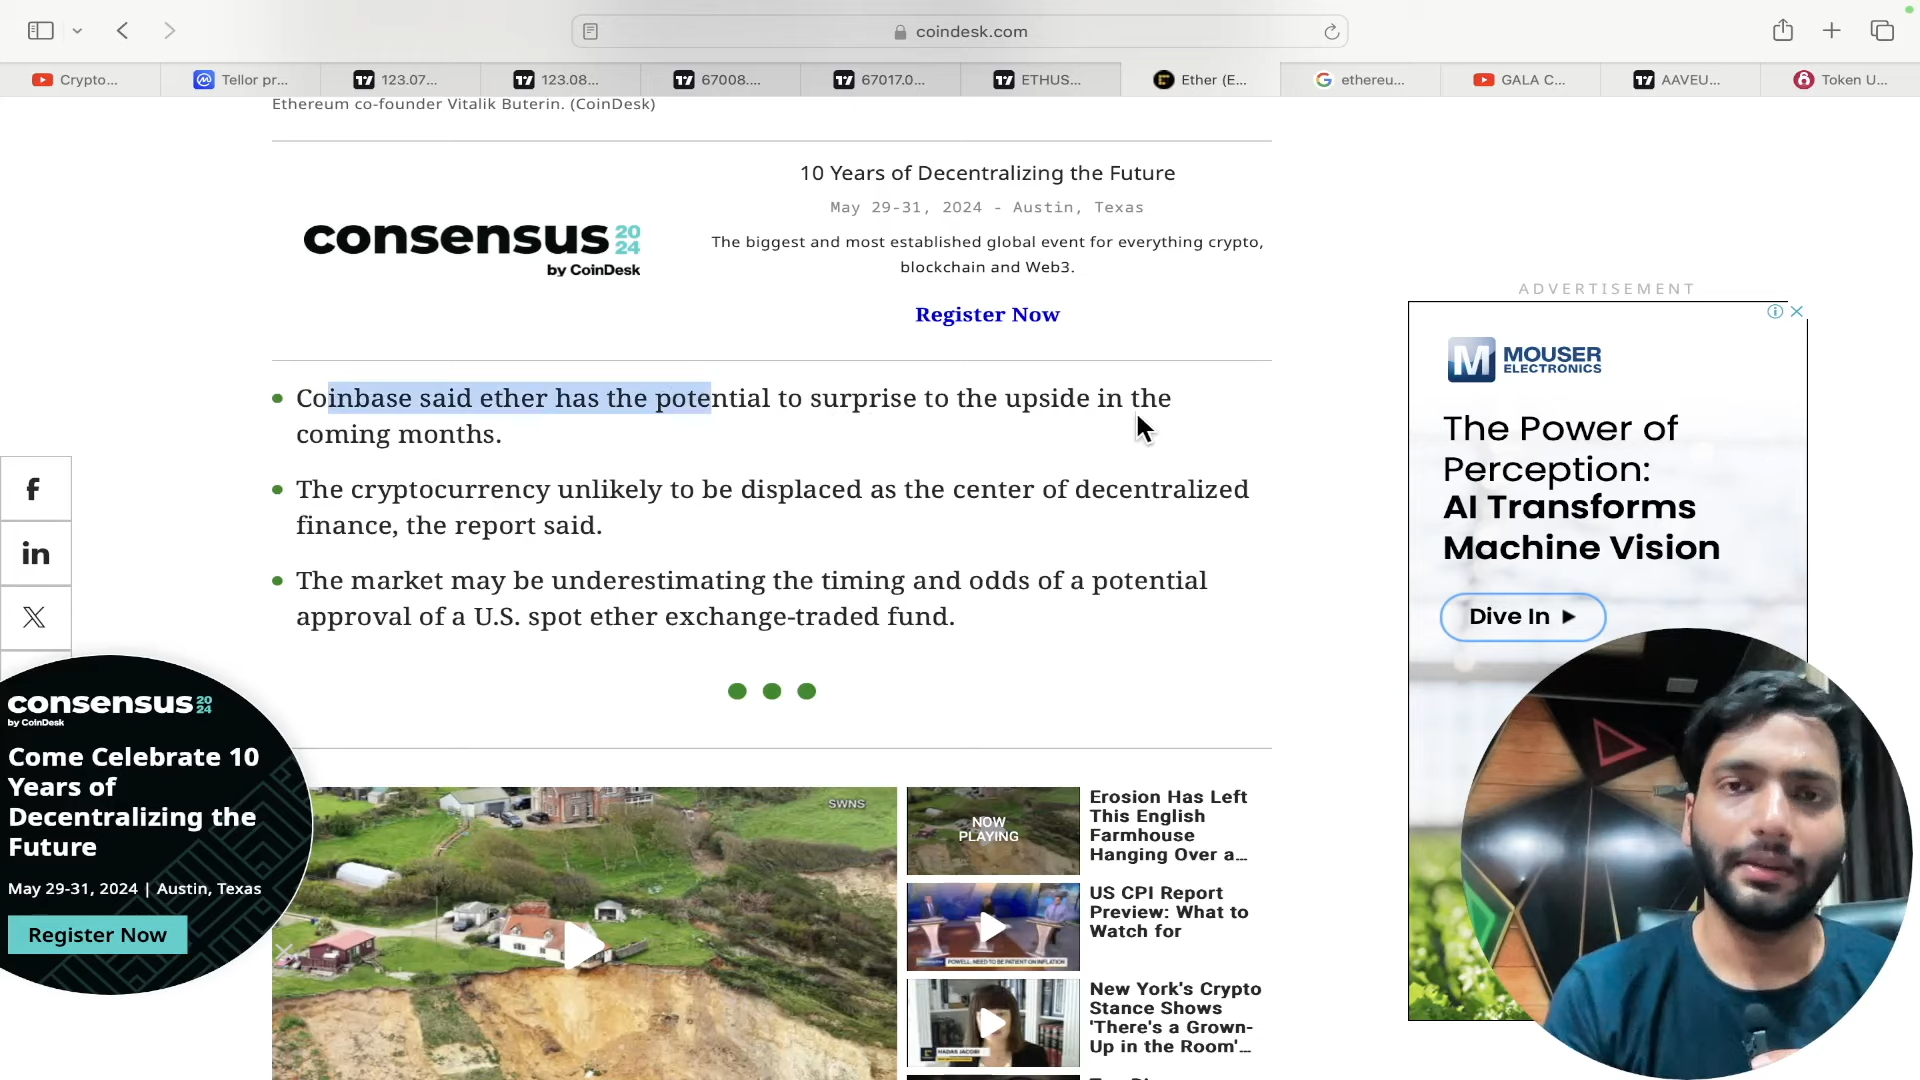 coindesk.com
Crypto...
Tellor pr...
123.07...
123.08...
67008....
67017.0...
ETHUS...
Ether (E...
ethereu...
GALA C...
AAVEU...
Token U...
Ethereum co-founder Vitalik Buterin. (CoinDesk)
consensus 2024
by CoinDesk
10 Years of Decentralizing the Future
May 29-31, 2024 - Austin, Texas
The biggest and most established global event for everything crypto,
blockchain and Web3.
Register Now
Coinbase said ether has the potential to surprise to the upside in the
coming months.
The cryptocurrency unlikely to be displaced as the center of decentralized
finance, the report said.
The market may be underestimating the timing and odds of a potential
approval of a U.S. spot ether exchange-traded fund.
ADVERTISEMENT
MOUSER
ELECTRONICS
The Power of
Perception:
AI Transforms
Machine Vision
Dive In
consensus 2024
by CoinDesk
Come Celebrate 10
Years of
Decentralizing the
Future
May 29-31, 2024 | Austin, Texas
Register Now
SWNS
NOW
PLAYING
Erosion Has Left
This English
Farmhouse
Hanging Over a...
US CPI Report
Preview: What to
Watch for
POWELL: NEED TO BE PATIENT ON INFLATION
New York's Crypto
Stance Shows
'There's a Grown-
Up in the Room'...